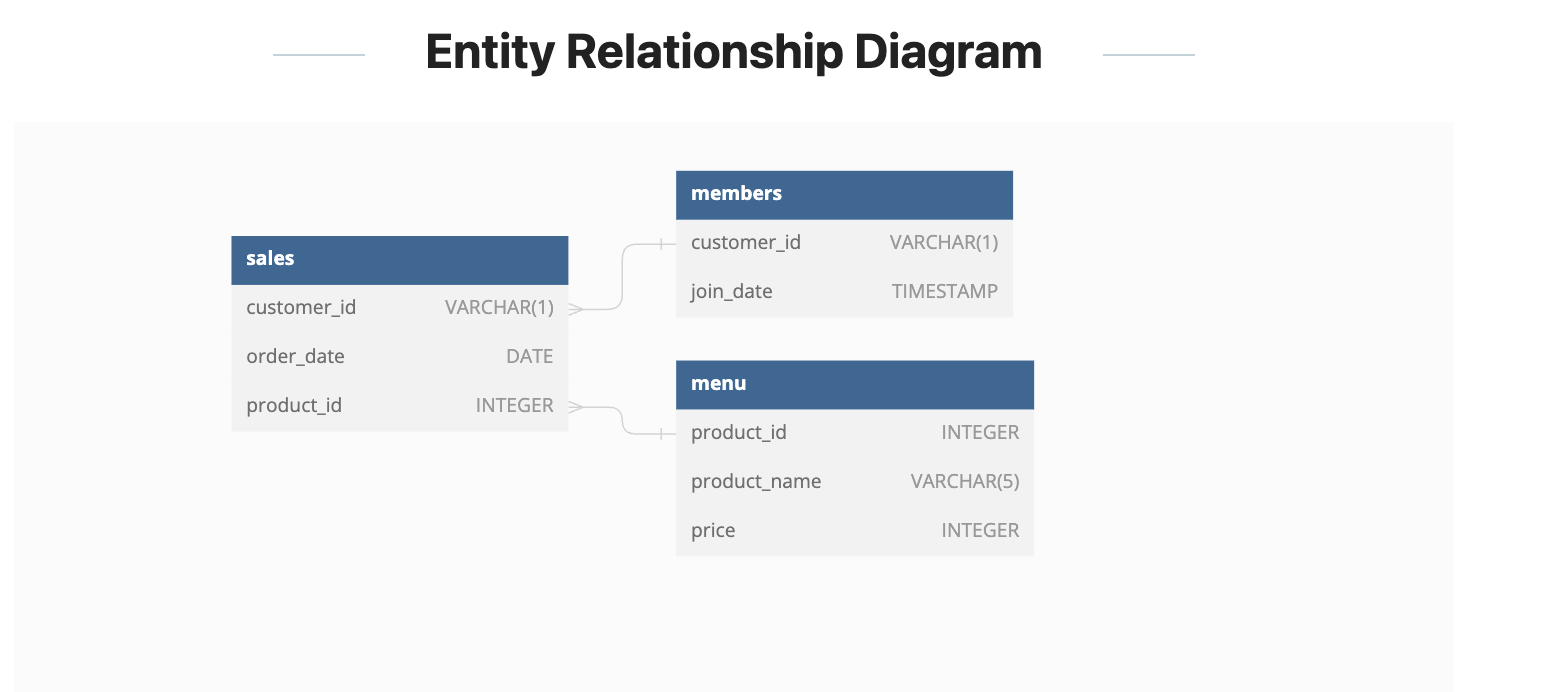 Entity Relationship Diagram
members
customer_id VARCHAR(1)
join_date TIMESTAMP
sales
customer_id VARCHAR(1)
order_date DATE
product_id INTEGER
menu
product_id INTEGER
product_name VARCHAR(5)
price INTEGER